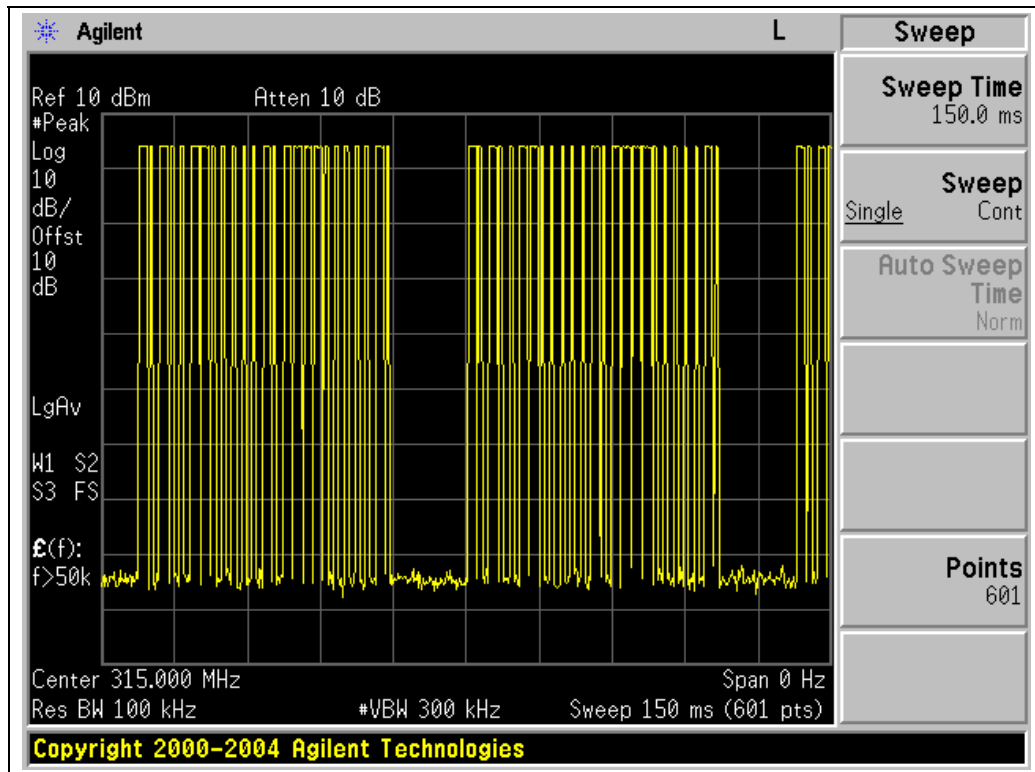 Agilent L
Ref 10 dBm Atten 10 dB
#Peak
Log
10
dB/
Offst
10
dB
LgAv
W1 S2
S3 FS
£(f):
f>50k
Center 315.000 MHz Span 0 Hz
Res BW 100 kHz #VBW 300 kHz Sweep 150 ms (601 pts)
Copyright 2000-2004 Agilent Technologies
Sweep
Sweep Time
150.0 ms
Sweep
Single Cont
Auto Sweep
Time
Norm
Points
601